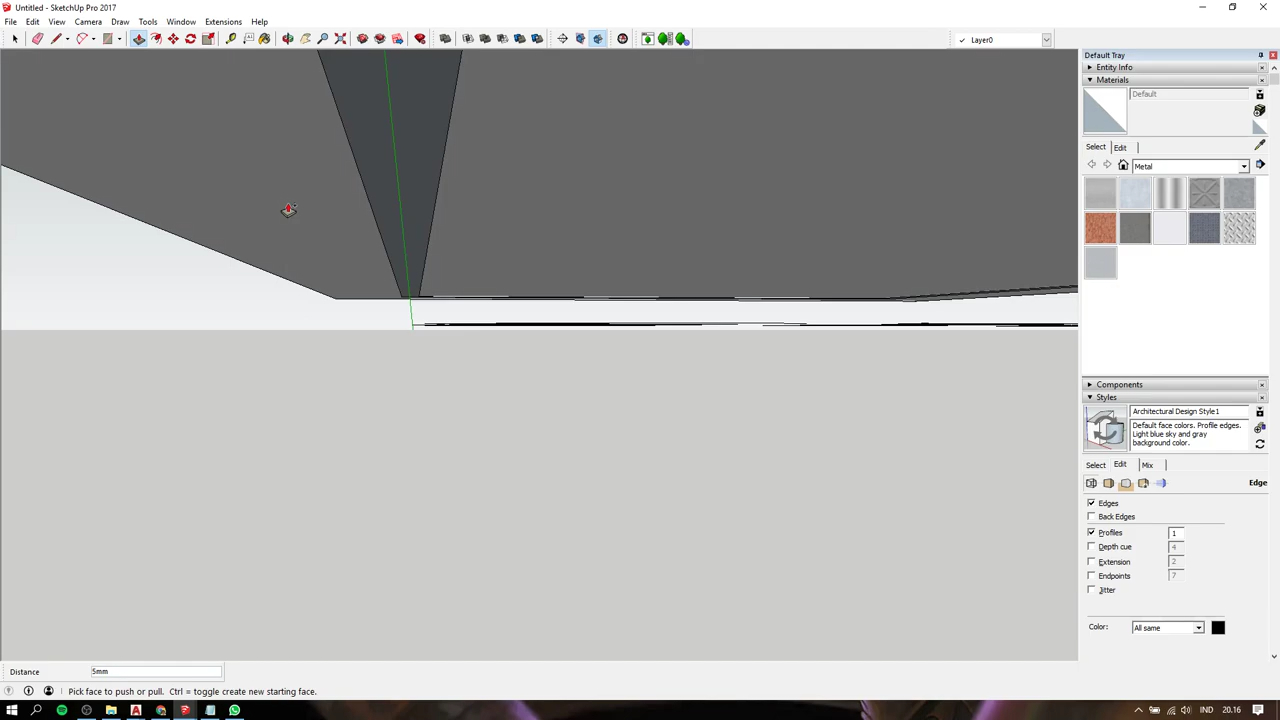 Untitled - SketchUp Pro 2017
File Edit View Camera Draw Tools Window Extensions Help
✓ Layer0
Default Tray
Entity Info
Materials
Default
Select Edit
Metal
Components
Styles
Architectural Design Style1
Default face colors. Profile edges.
Light blue sky and gray
background color.
Select Edit Mix
Edge
Edges
Back Edges
Profiles 1
Depth cue 4
Extension 2
Endpoints 7
Jitter
Color: All same
Distance 5mm
Pick face to push or pull. Ctrl = toggle create new starting face.
IND 20.16